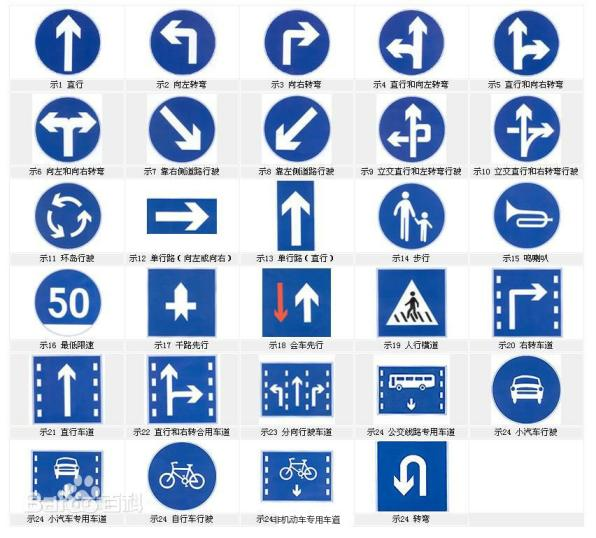 示1 直行
示2 向左转弯
示3 向右转弯
示4 直行和向左转弯
示5 直行和向右转弯
示6 向左和向右转弯
示7 靠右侧道路行驶
示8 靠左侧道路行驶
示9 立交直行和左转弯行驶
示10 立交直行和右转弯行驶
示11 环岛行驶
示12 单行路(向左或向右)
示13 单行路(直行)
示14 步行
示15 鸣喇叭
50
示16 最低限速
示17 干路先行
示18 会车先行
示19 人行横道
示20 右转车道
示21 直行车道
示22 直行和右转合用车道
示23 分向行驶车道
示24 公交线路专用车道
示24 小汽车行驶
示24 小汽车专用车道
示24 自行车行驶
示24非机动车专用车道
示24 转弯
Baidu百科